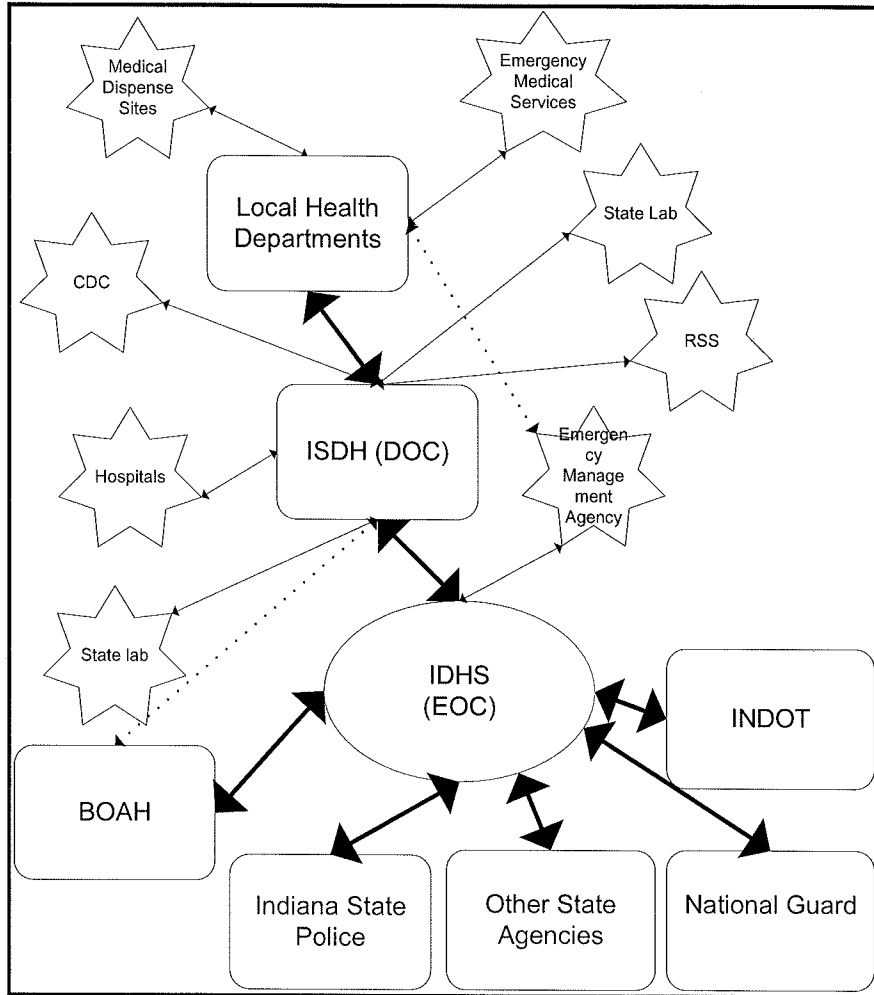 Medical
Dispense
Sites
Emergency
Medical
Services
Local Health
Departments
State Lab
CDC
RSS
ISDH (DOC)
Emergen
cy
Manage
ment
Agency
Hospitals
State lab
IDHS
(EOC)
INDOT
BOAH
Indiana State
Police
Other State
Agencies
National Guard